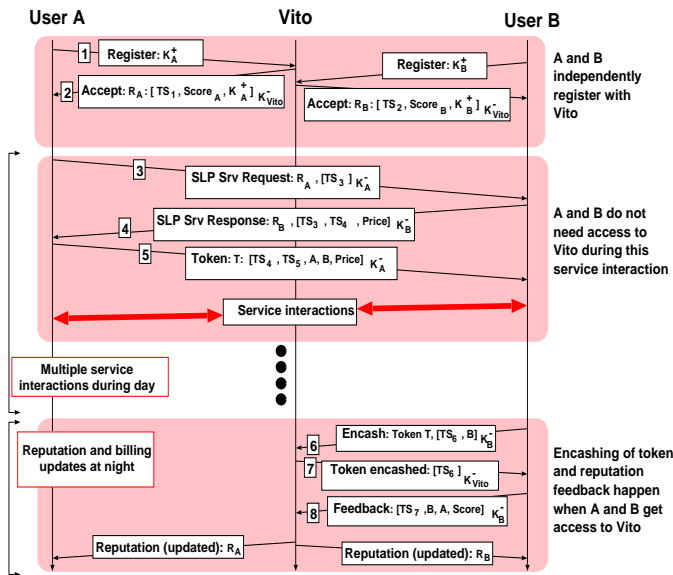 User A Vito User B
1 Register: K_A^+
Register: K_B^+
2 Accept: R_A : [ TS_1 , Score_A , K_A^+ ] K_Vito^-
Accept: R_B : [ TS_2 , Score_B , K_B^+ ] K_Vito^-
A and B
independently
register with
Vito
3 SLP Srv Request: R_A , [TS_3 ] K_A^-
4 SLP Srv Response: R_B , [TS_3 , TS_4 , Price] K_B^-
5 Token: T: [TS_4 , TS_5 , A, B, Price] K_A^-
A and B do not
need access to
Vito during this
service interaction
Service interactions
Multiple service
interactions during day
Reputation and billing
updates at night
6 Encash: Token T, [TS_6 , B] K_B^-
7 Token encashed: [TS_6 ] K_Vito^-
8 Feedback: [TS_7 ,B, A, Score] K_B^-
Encashing of token
and reputation
feedback happen
when A and B get
access to Vito
Reputation (updated): R_A
Reputation (updated): R_B